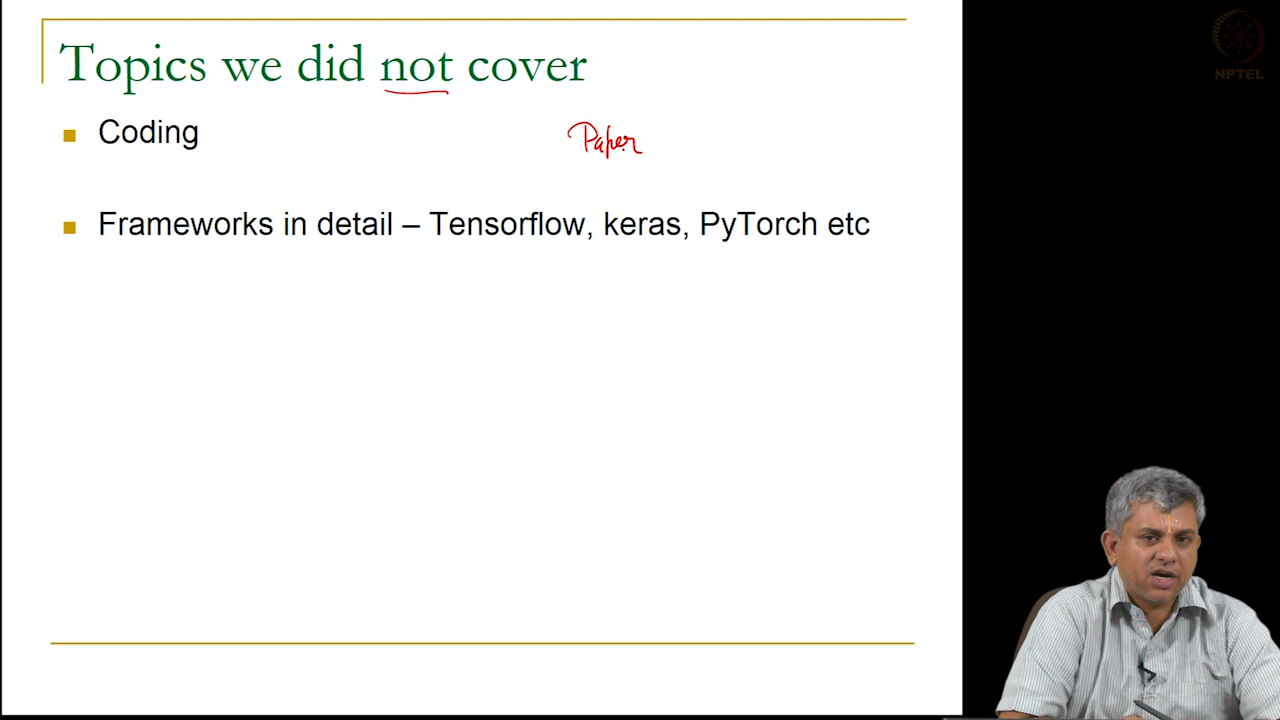 Topics we did not cover
Coding
Paper
Frameworks in detail – Tensorflow, keras, PyTorch etc
NPTEL